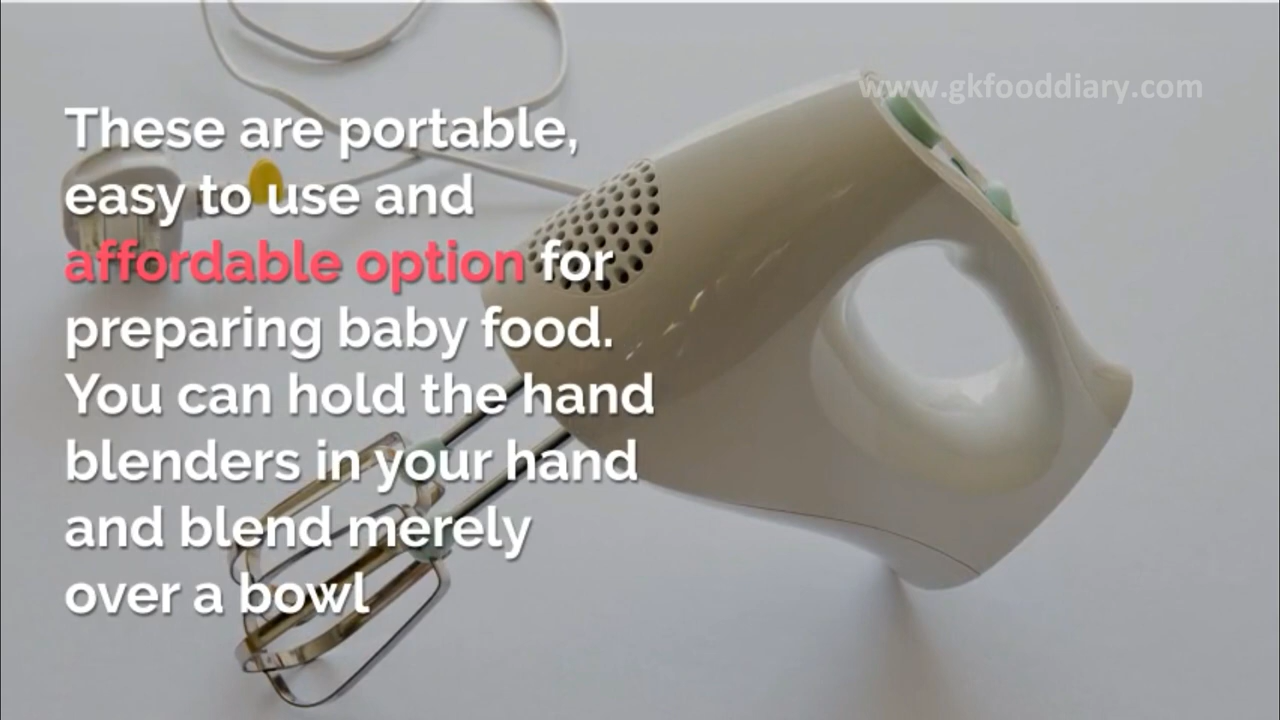 www.gkfooddiary.com
These are portable,
easy to use and
affordable option for
preparing baby food.
You can hold the hand
blenders in your hand
and blend merely
over a bowl